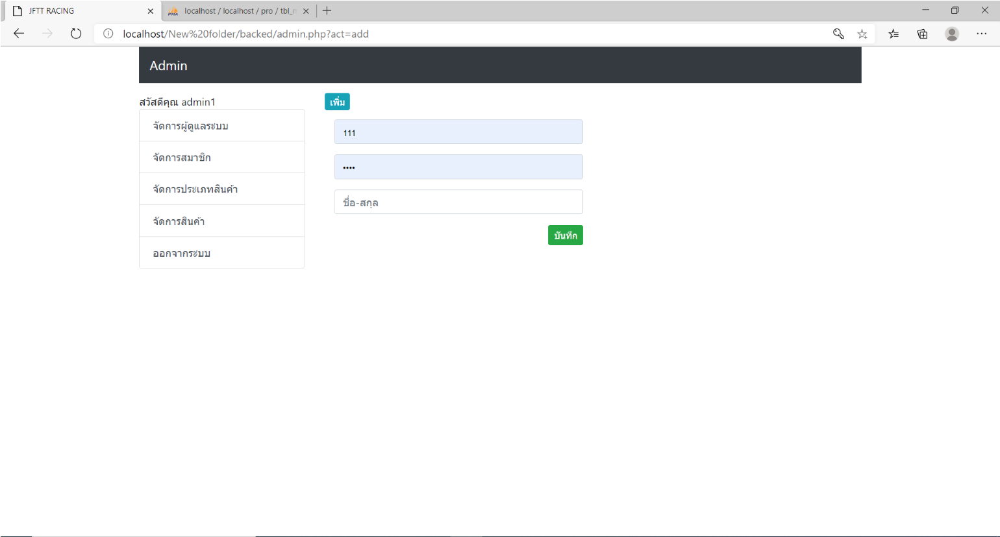 JFTT RACING
localhost / localhost / pro / tbl_m
localhost/New%20folder/backed/admin.php?act=add
Admin
สวัสดีคุณ admin1
จัดการผู้ดูแลระบบ
จัดการสมาชิก
จัดการประเภทสินค้า
จัดการสินค้า
ออกจากระบบ
เพิ่ม
111
••••
ชื่อ-สกุล
บันทึก